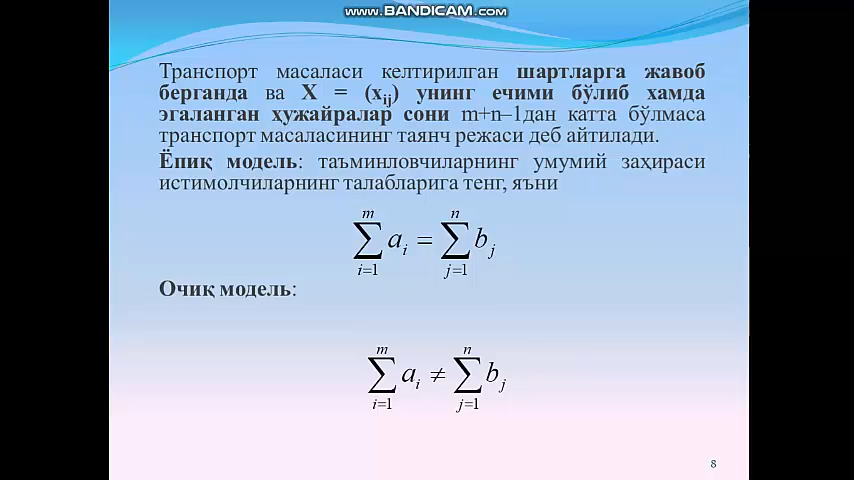 www.BANDICAM.com
Транспорт масаласи келтирилган шартларга жавоб
берганда ва X = (xij) унинг ечими бўлиб хамда
эгаланган ҳужайралар сони m+n–1дан катта бўлмаса
транспорт масаласининг таянч режаси деб айтилади.
Ёпиқ модель: таъминловчиларнинг умумий заҳираси
истимолчиларнинг талабларига тенг, яъни
∑_{i=1}^{m} a_i = ∑_{j=1}^{n} b_j
Очиқ модель:
∑_{i=1}^{m} a_i ≠ ∑_{j=1}^{n} b_j
8